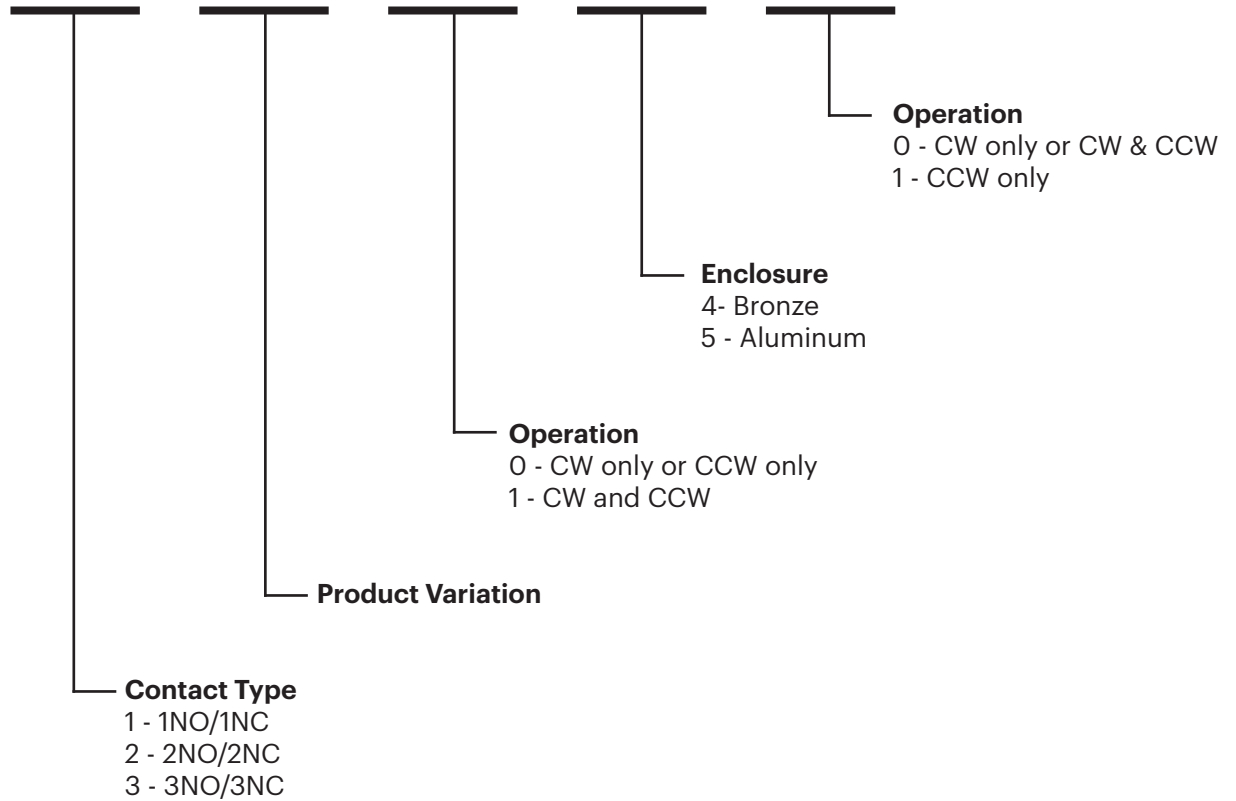 Operation
0 - CW only or CW & CCW
1 - CCW only
Enclosure
4- Bronze
5 - Aluminum
Operation
0 - CW only or CCW only
1 - CW and CCW
Product Variation
Contact Type
1 - 1NO/1NC
2 - 2NO/2NC
3 - 3NO/3NC